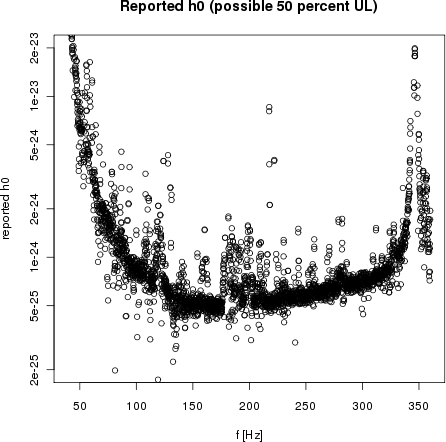 Reported h0 (possible 50 percent UL)
reported h0
2e-23
1e-23
5e-24
2e-24
1e-24
5e-25
2e-25
50 100 150 200 250 300 350
f [Hz]